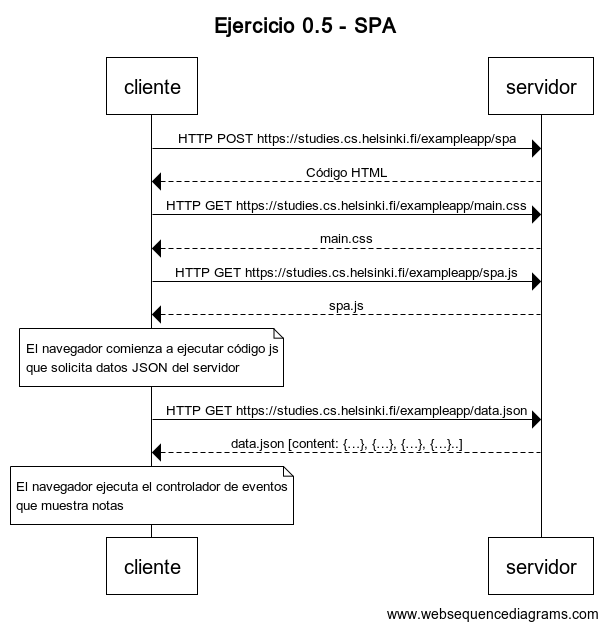 Ejercicio 0.5 - SPA
cliente
servidor
HTTP POST https://studies.cs.helsinki.fi/exampleapp/spa
Código HTML
HTTP GET https://studies.cs.helsinki.fi/exampleapp/main.css
main.css
HTTP GET https://studies.cs.helsinki.fi/exampleapp/spa.js
spa.js
El navegador comienza a ejecutar código js
que solicita datos JSON del servidor
HTTP GET https://studies.cs.helsinki.fi/exampleapp/data.json
data.json [content: {...}, {...}, {...}, {...}..]
El navegador ejecuta el controlador de eventos
que muestra notas
cliente
servidor
www.websequencediagrams.com